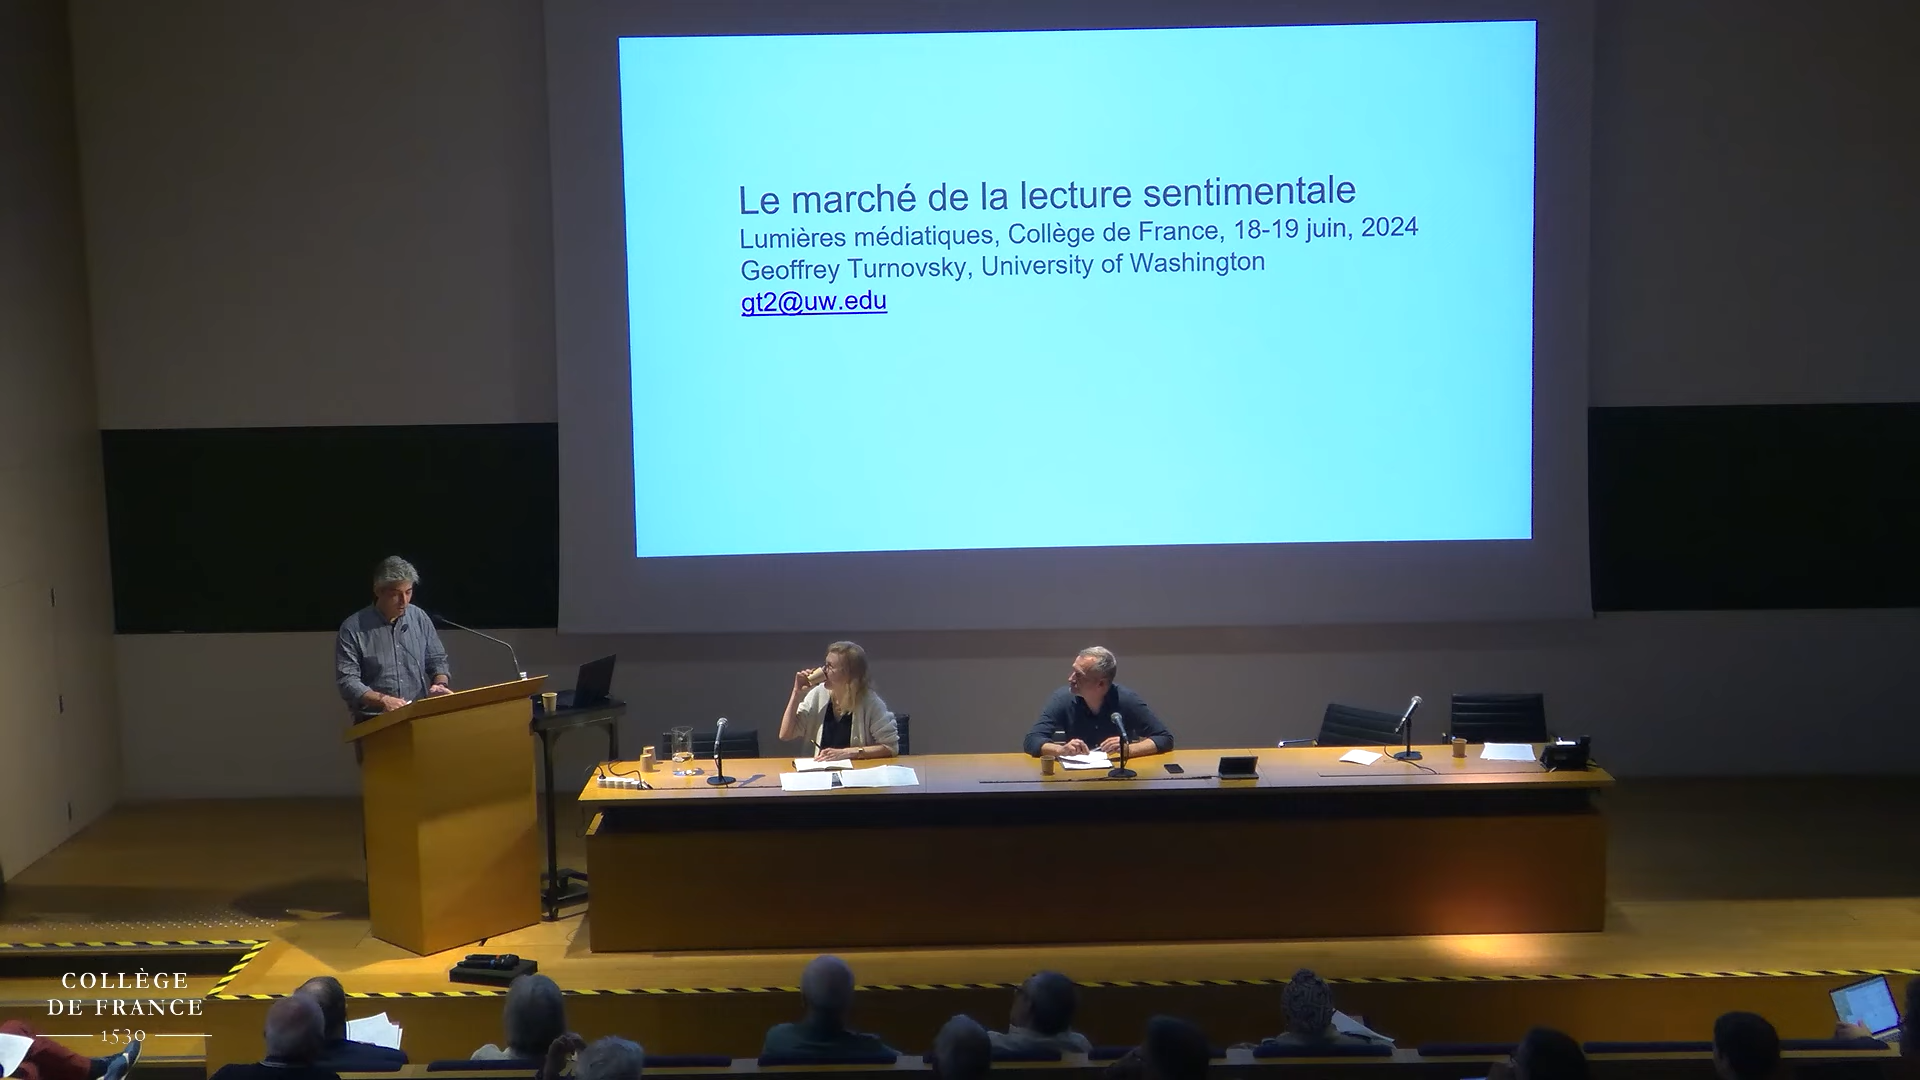 Le marché de la lecture sentimentale
Lumières médiatiques, Collège de France, 18-19 juin, 2024
Geoffrey Turnovsky, University of Washington
gt2@uw.edu
COLLÈGE
DE FRANCE
1530